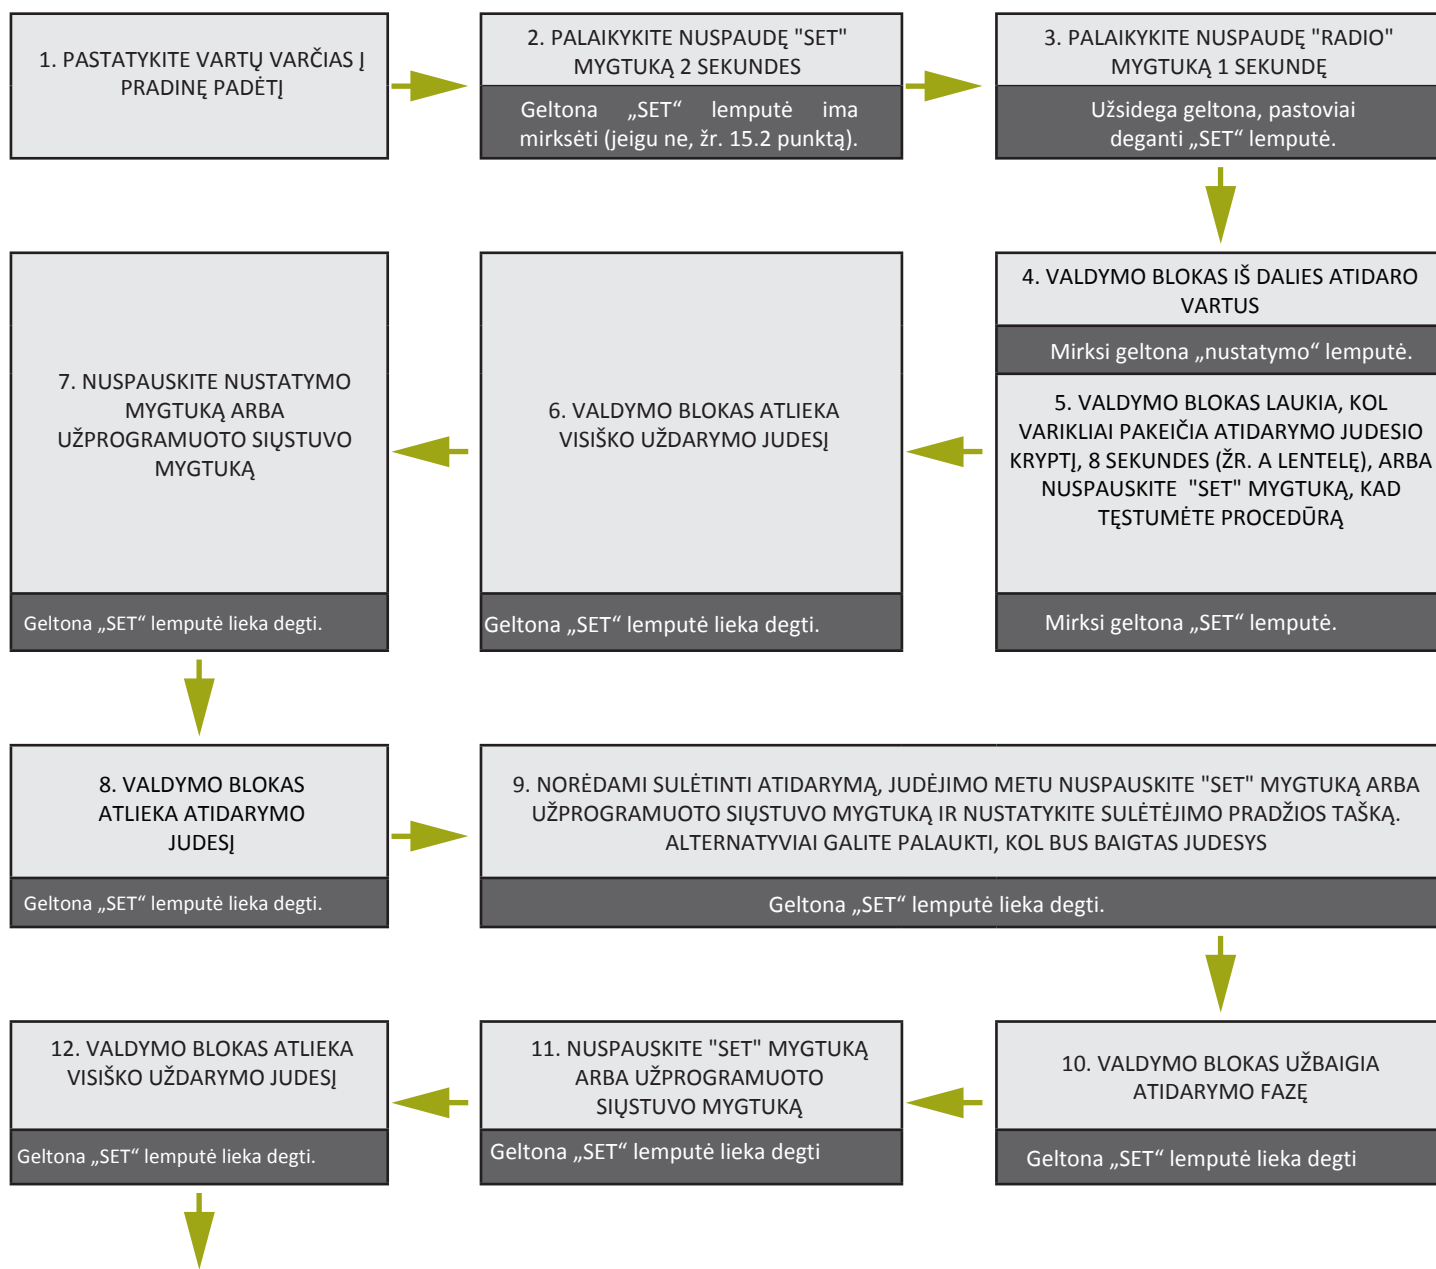 1. PASTATYKITE VARTŲ VARČIAS Į
PRADINĘ PADĖTĮ
2. PALAIKYKITE NUSPAUDĘ "SET"
MYGTUKĄ 2 SEKUNDES
Geltona „SET“ lemputė ima
mirksėti (jeigu ne, žr. 15.2 punktą).
3. PALAIKYKITE NUSPAUDĘ "RADIO"
MYGTUKĄ 1 SEKUNDĘ
Užsidega geltona, pastoviai
deganti „SET“ lemputė.
4. VALDYMO BLOKAS IŠ DALIES ATIDARO
VARTUS
Mirksi geltona „nustatymo“ lemputė.
5. VALDYMO BLOKAS LAUKIA, KOL
VARIKLIAI PAKEIČIA ATIDARYMO JUDESIO
KRYPTĮ, 8 SEKUNDES (ŽR. A LENTELĘ), ARBA
NUSPAUSKITE "SET" MYGTUKĄ, KAD
TĘSTUMĖTE PROCEDŪRĄ
Mirksi geltona „SET“ lemputė.
6. VALDYMO BLOKAS ATLIEKA
VISIŠKO UŽDARYMO JUDESĮ
Geltona „SET“ lemputė lieka degti.
7. NUSPAUSKITE NUSTATYMO
MYGTUKĄ ARBA
UŽPROGRAMUOTO SIŲSTUVO
MYGTUKĄ
Geltona „SET“ lemputė lieka degti.
8. VALDYMO BLOKAS
ATLIEKA ATIDARYMO
JUDESĮ
Geltona „SET“ lemputė lieka degti.
9. NORĖDAMI SULĖTINTI ATIDARYMĄ, JUDĖJIMO METU NUSPAUSKITE "SET" MYGTUKĄ ARBA
UŽPROGRAMUOTO SIŲSTUVO MYGTUKĄ IR NUSTATYKITE SULĖTĖJIMO PRADŽIOS TAŠKĄ.
ALTERNATYVIAI GALITE PALAUKTI, KOL BUS BAIGTAS JUDESYS
Geltona „SET“ lemputė lieka degti.
10. VALDYMO BLOKAS UŽBAIGIA
ATIDARYMO FAZĘ
Geltona „SET“ lemputė lieka degti
11. NUSPAUSKITE "SET" MYGTUKĄ
ARBA UŽPROGRAMUOTO
SIŲSTUVO MYGTUKĄ
Geltona „SET“ lemputė lieka degti
12. VALDYMO BLOKAS ATLIEKA
VISIŠKO UŽDARYMO JUDESĮ
Geltona „SET“ lemputė lieka degti.